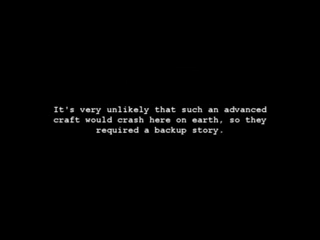 It's very unlikely that such an advanced
craft would crash here on earth, so they
required a backup story.